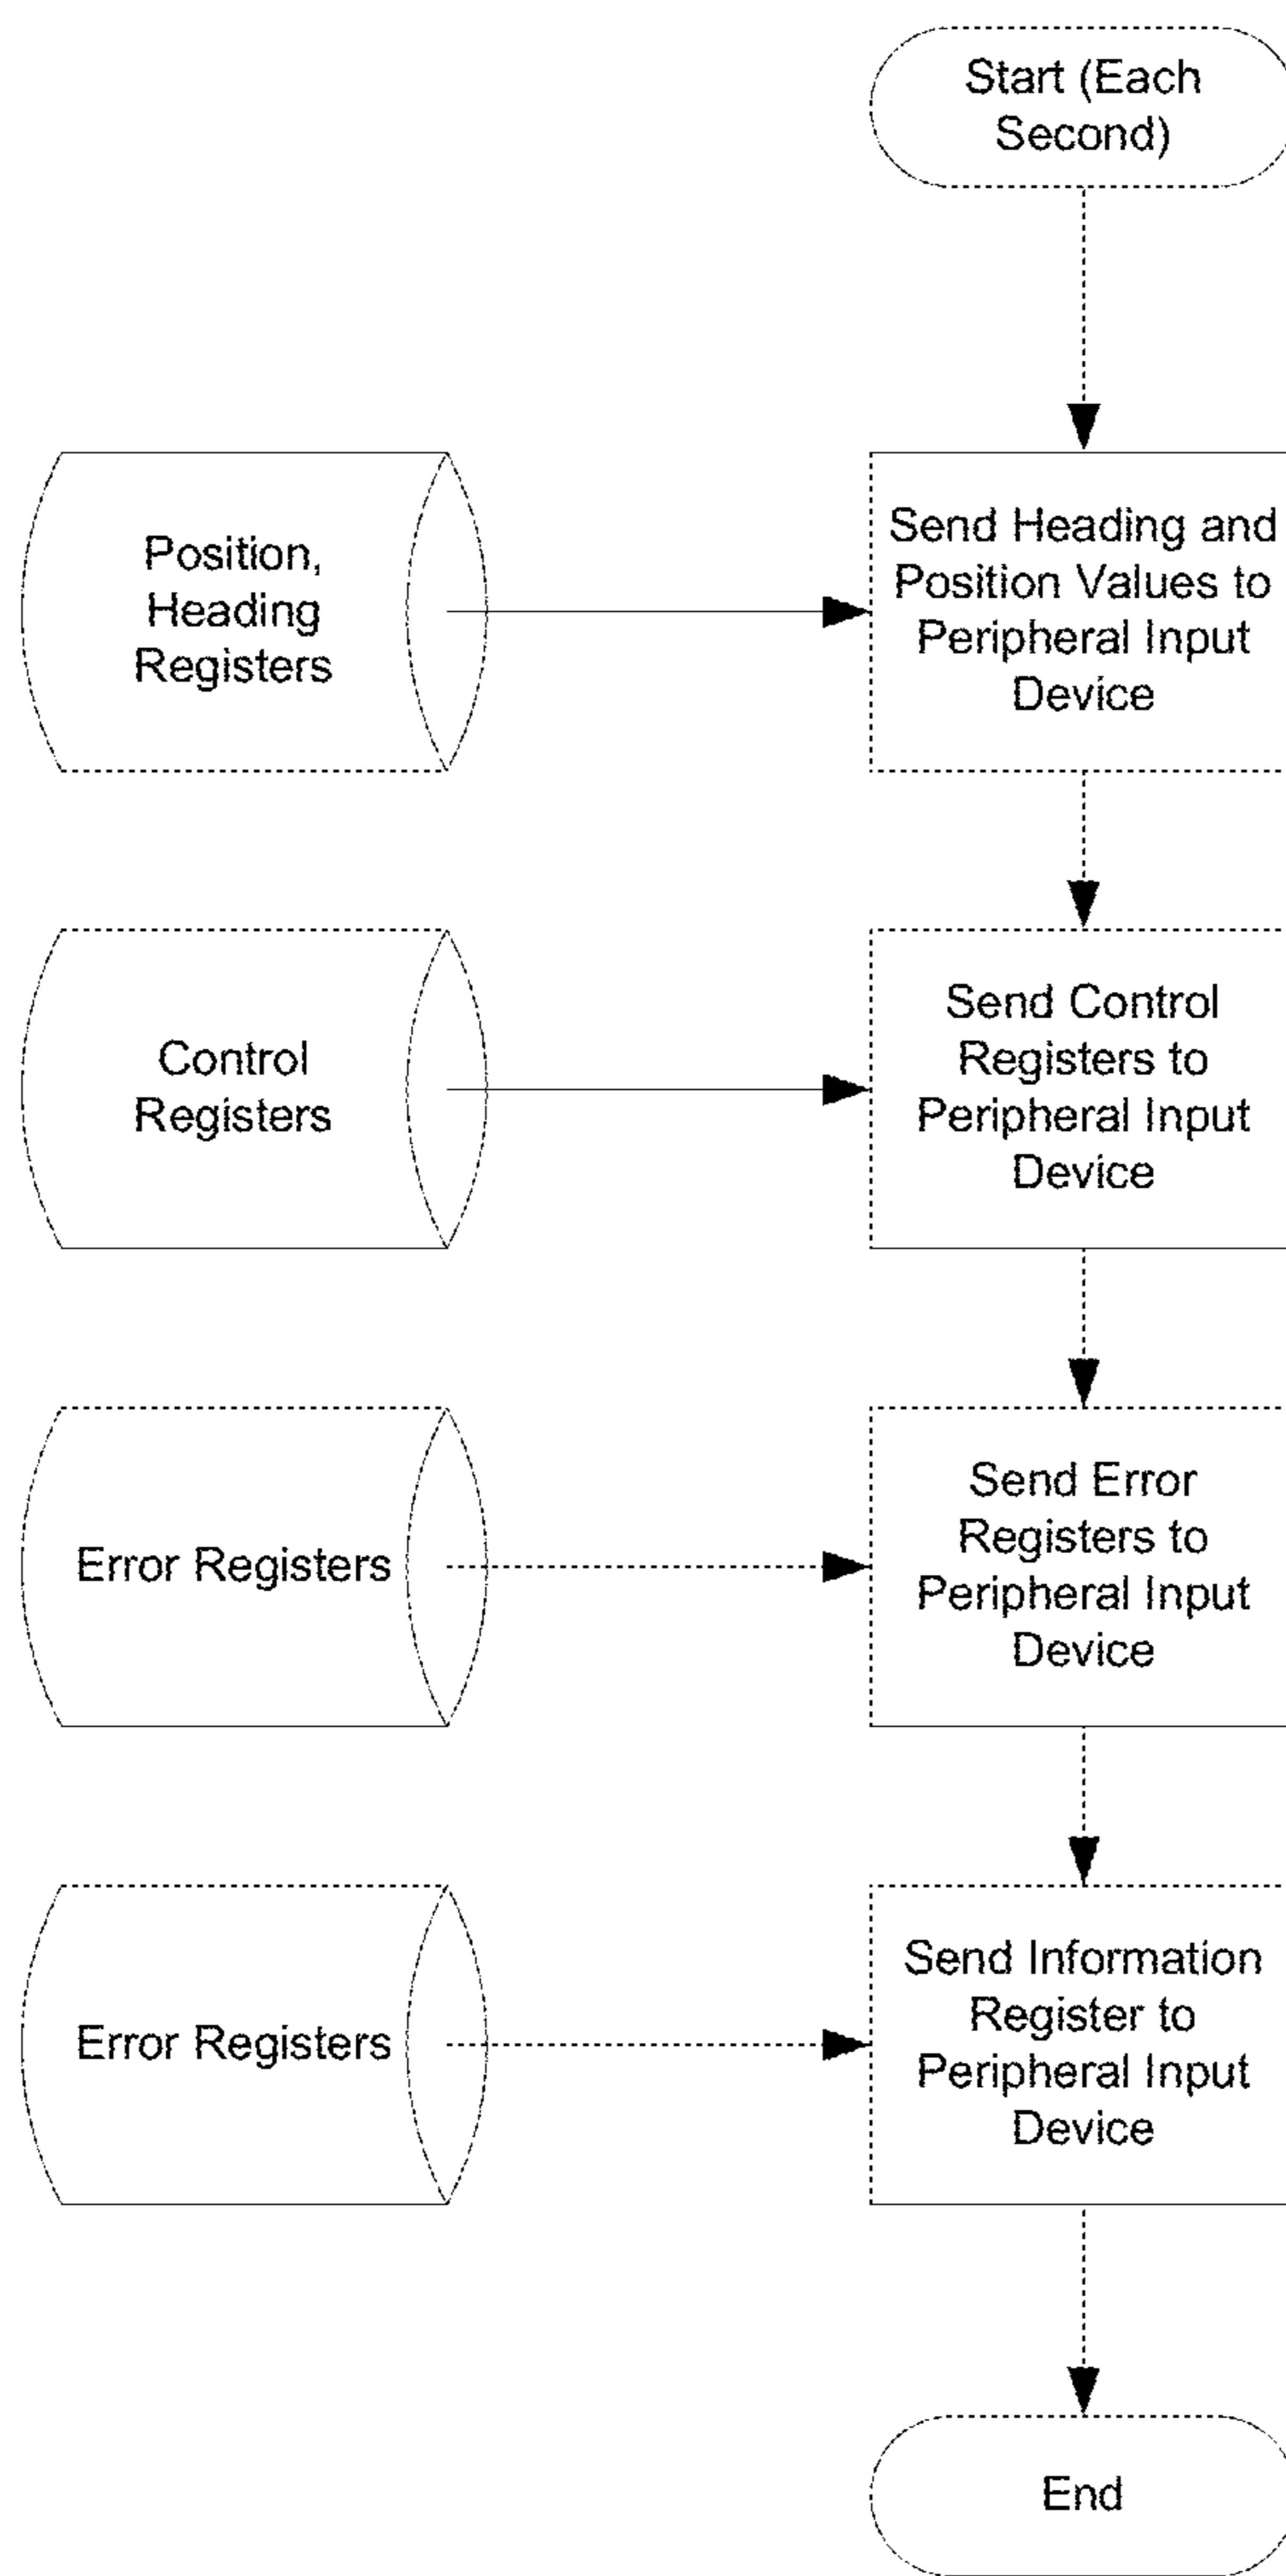 Start (Each
Second)
Position,
Heading
Registers
Send Heading and
Position Values to
Peripheral Input
Device
Control
Registers
Send Control
Registers to
Peripheral Input
Device
Error Registers
Send Error
Registers to
Peripheral Input
Device
Error Registers
Send Information
Register to
Peripheral Input
Device
End